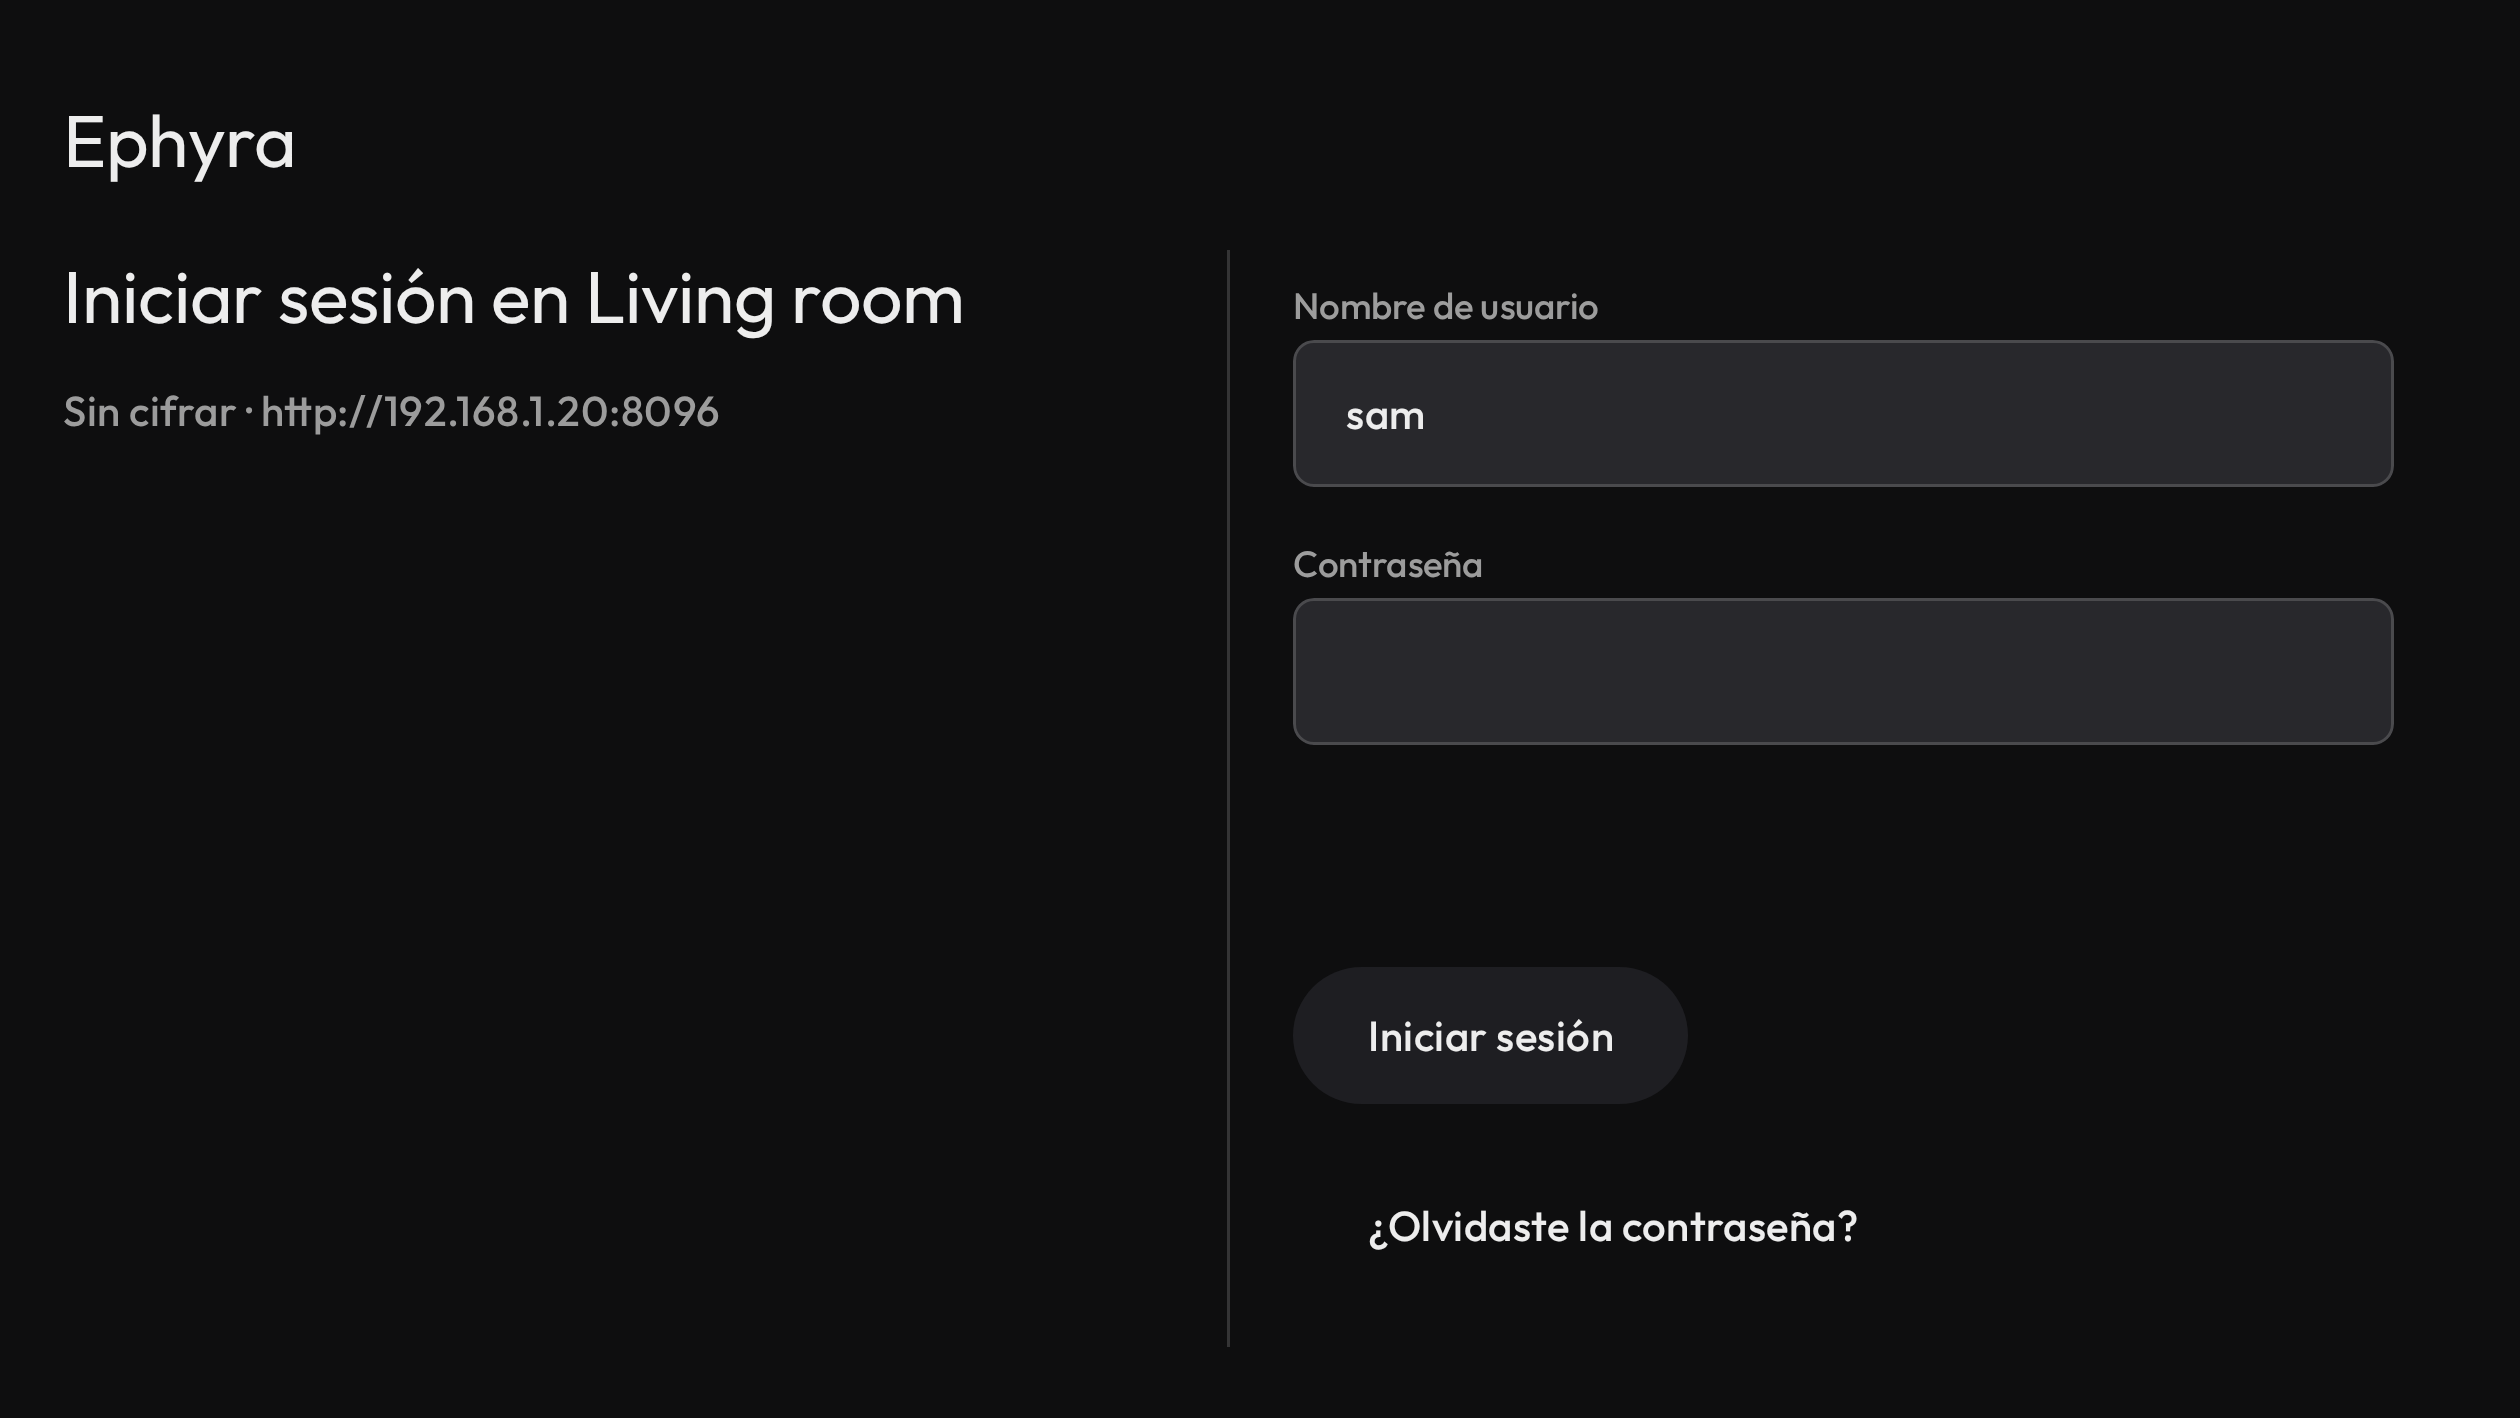 Ephyra
Iniciar sesión en Living room
Sin cifrar · http://192.168.1.20:8096
Nombre de usuario
sam
Contraseña
Iniciar sesión
¿Olvidaste la contraseña?